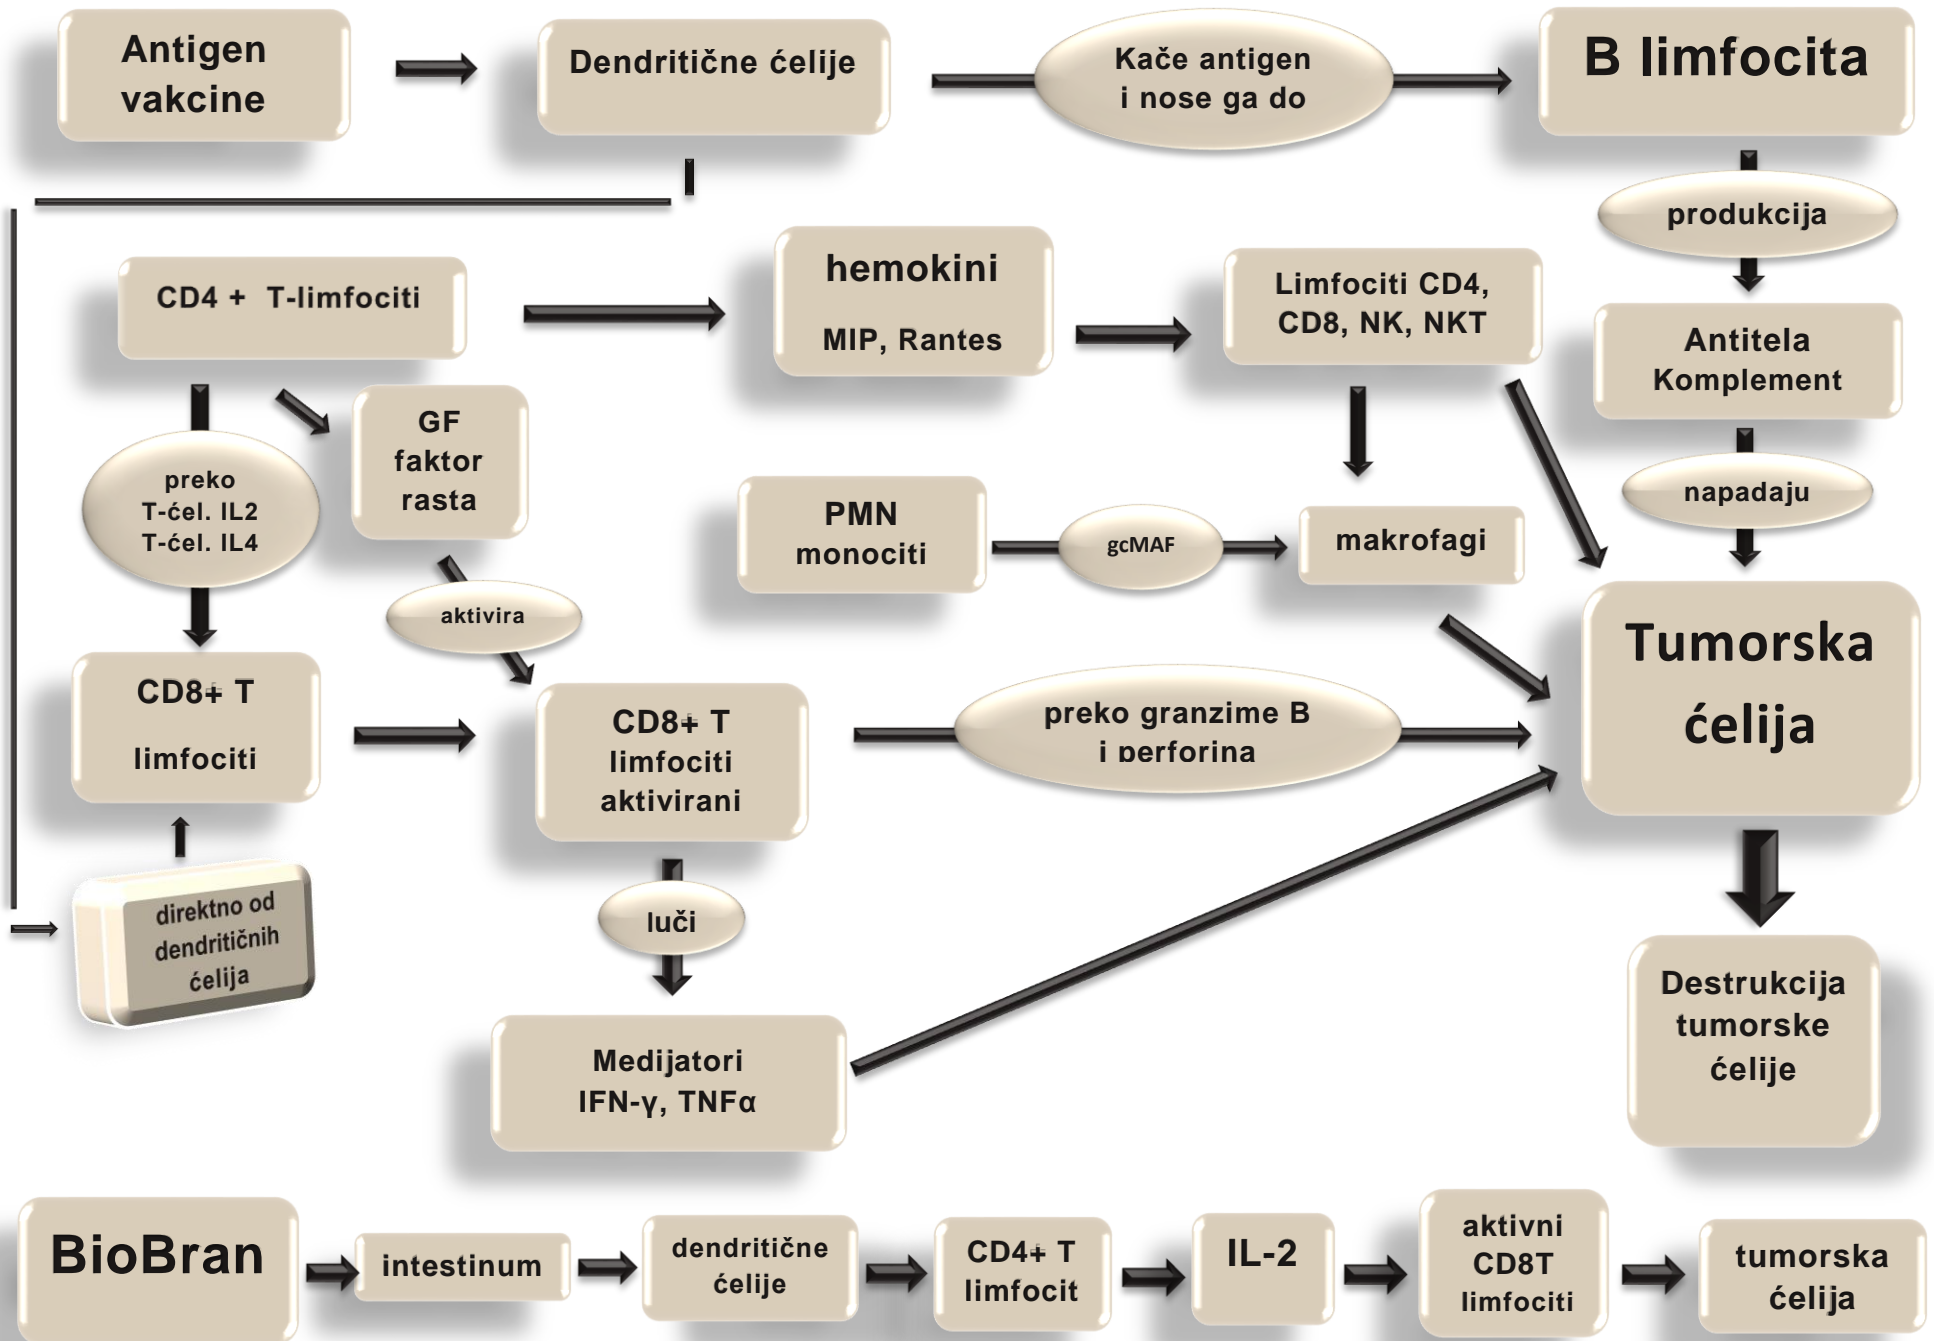 Antigen
vakcine
Dendritične ćelije
Kače antigen
i nose ga do
B limfocita
produkcija
CD4 + T-limfociti
hemokini
MIP, Rantes
Limfociti CD4,
CD8, NK, NKT
Antitela
Komplement
GF
faktor
rasta
preko
T-ćel. IL2
T-ćel. IL4
PMN
monociti
gcMAF
makrofagi
napadaju
aktivira
Tumorska
ćelija
CD8+ T
limfociti
CD8+ T
limfociti
aktivirani
preko granzime B
i perforina
direktno od
dendritičnih
ćelija
luči
Destrukcija
tumorske
ćelije
Medijatori
IFN-γ, TNFα
BioBran
intestinum
dendritične
ćelije
CD4+ T
limfocit
IL-2
aktivni
CD8T
limfociti
tumorska
ćelija